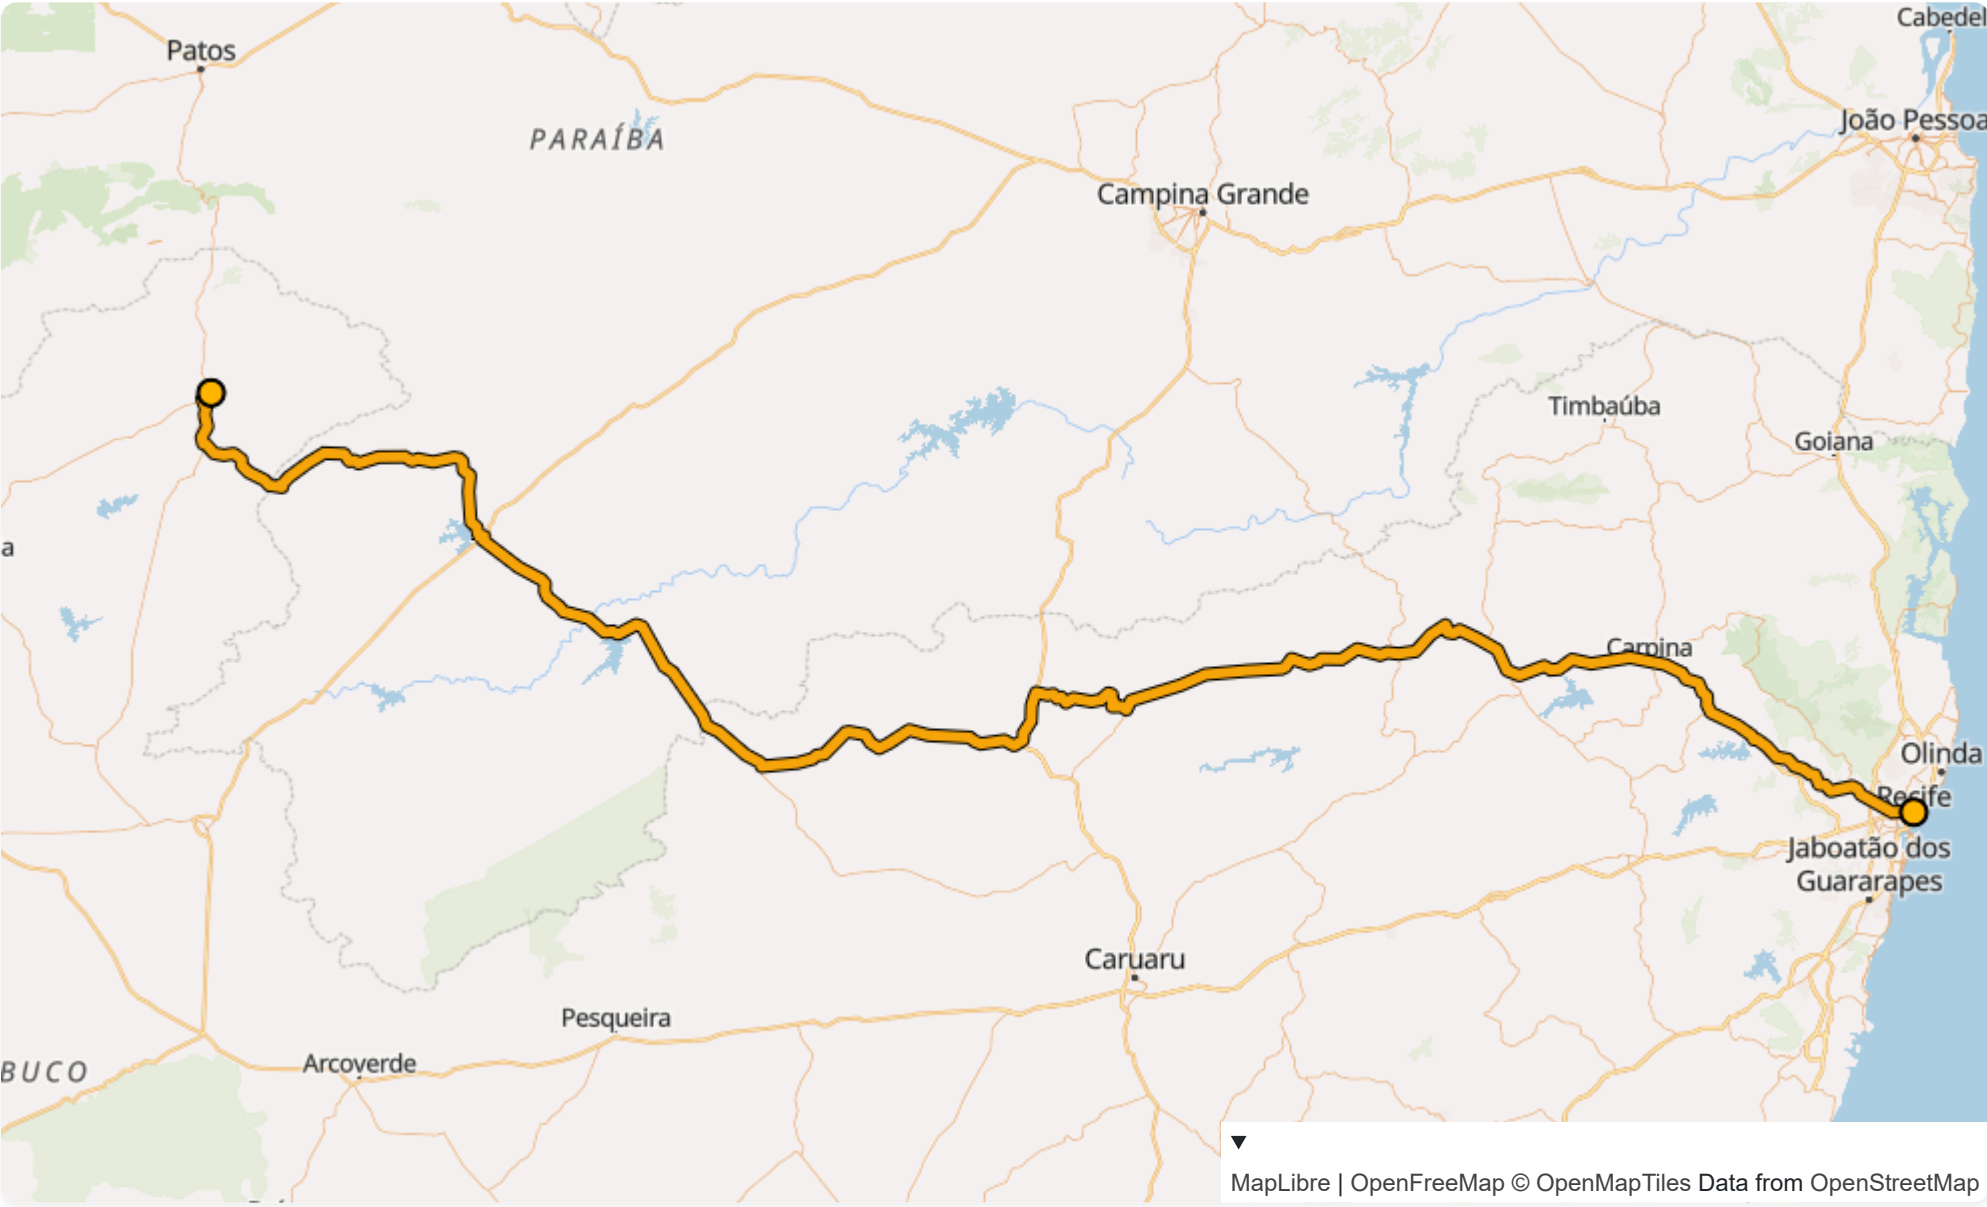 Cabedel
Patos
João Pessoa
PARAÍBA
Campina Grande
Timbaúba
Goiana
a
Carpina
Olinda
Recife
Jaboatão dos
Guararapes
Caruaru
Pesqueira
Arcoverde
BUCO
▼
MapLibre | OpenFreeMap © OpenMapTiles Data from OpenStreetMap